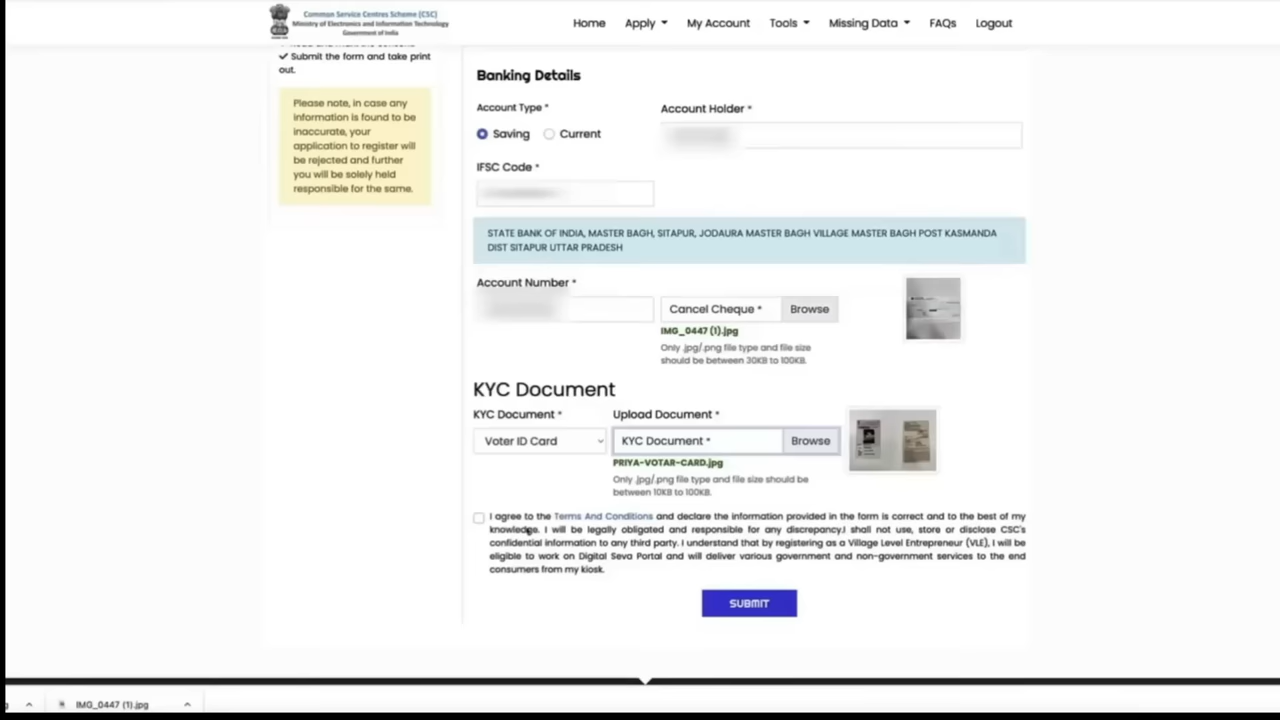 Common Service Centres Scheme (CSC)
Ministry of Electronics and Information Technology
Government of India
Home Apply My Account Tools Missing Data FAQs Logout
Submit the form and take print
out.
Please note, in case any
information is found to be
inaccurate, your
application to register will
be rejected and further
you will be solely held
responsible for the same.
Banking Details
Account Type * Account Holder *
Saving Current
IFSC Code *
STATE BANK OF INDIA, MASTER BAGH, SITAPUR, JODAURA MASTER BAGH VILLAGE MASTER BAGH POST KASMANDA
DIST SITAPUR UTTAR PRADESH
Account Number *
Cancel Cheque * Browse
IMG_0447 (1).jpg
Only .jpg/.png file type and file size
should be between 30KB to 100KB.
KYC Document
KYC Document * Upload Document *
Voter ID Card KYC Document * Browse
PRIYA-VOTAR-CARD.jpg
Only .jpg/.png file type and file size should be
between 10KB to 100KB.
I agree to the Terms And Conditions and declare the information provided in the form is correct and to the best of my
knowledge. I will be legally obligated and responsible for any discrepancy.I shall not use, store or disclose CSC's
confidential information to any third party. I understand that by registering as a Village Level Entrepreneur (VLE), I will be
eligible to work on Digital Seva Portal and will deliver various government and non-government services to the end
consumers from my kiosk.
SUBMIT
IMG_0447 (1).jpg